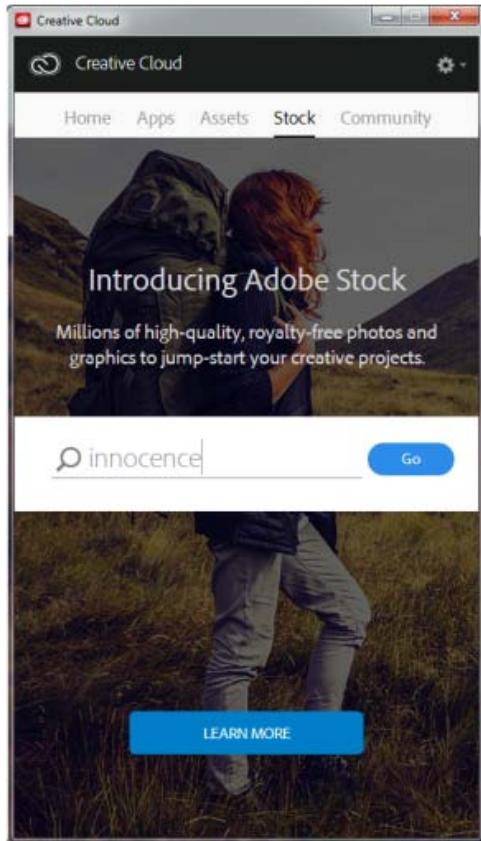 Creative Cloud
Creative Cloud
Home Apps Assets Stock Community
Introducing Adobe Stock
Millions of high-quality, royalty-free photos and
graphics to jump-start your creative projects.
innocence Go
LEARN MORE